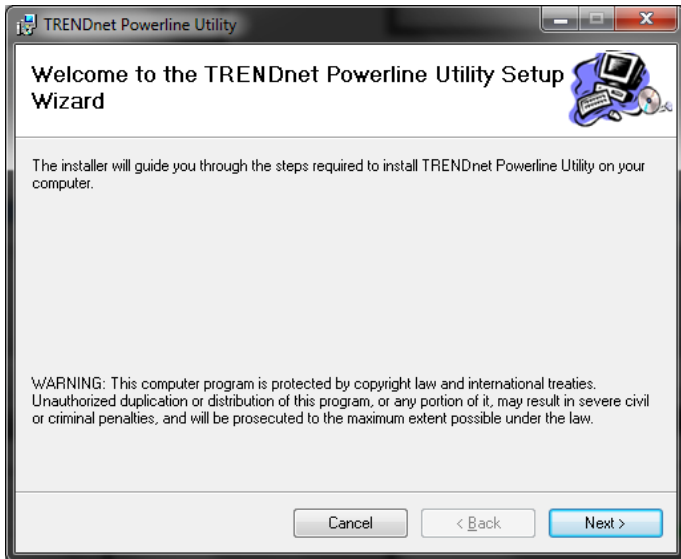 TRENDnet Powerline Utility
Welcome to the TRENDnet Powerline Utility Setup
Wizard
The installer will guide you through the steps required to install TRENDnet Powerline Utility on your
computer.
WARNING: This computer program is protected by copyright law and international treaties.
Unauthorized duplication or distribution of this program, or any portion of it, may result in severe civil
or criminal penalties, and will be prosecuted to the maximum extent possible under the law.
Cancel
< Back
Next >